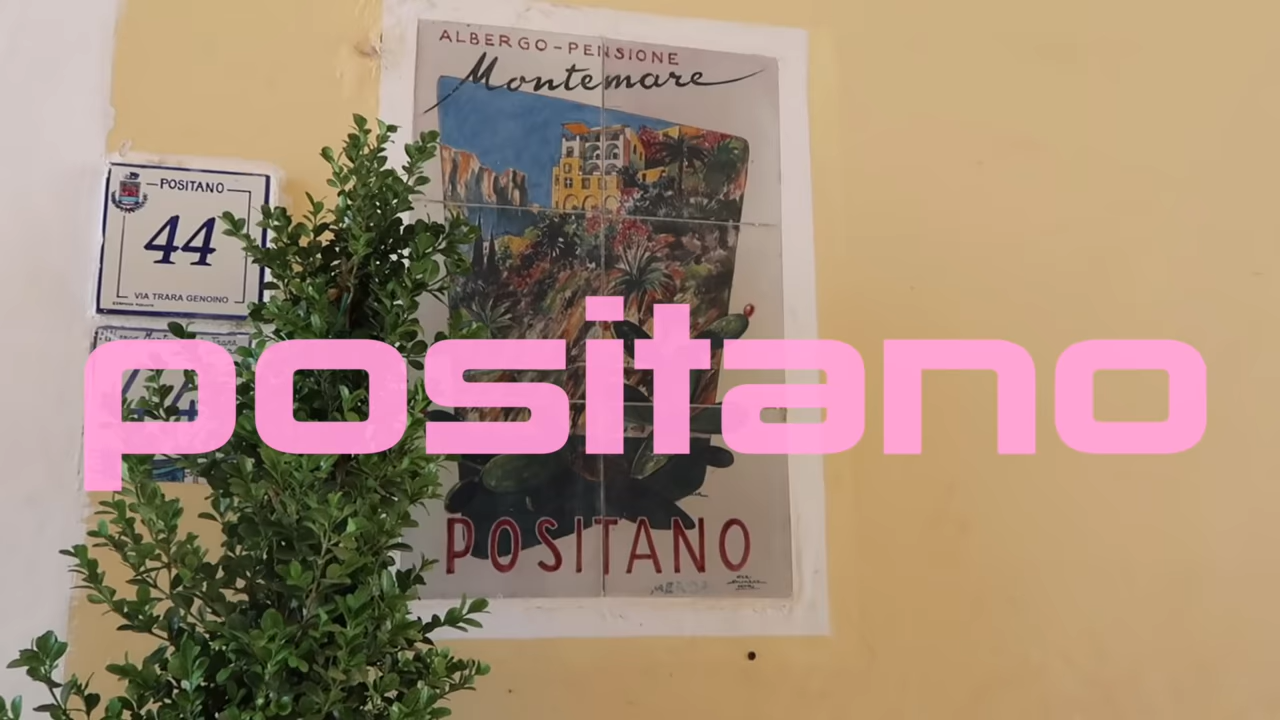 ALBERGO-PENSIONE
Montemare
POSITANO
44
VIA TRARA GENOINO
positano
POSITANO